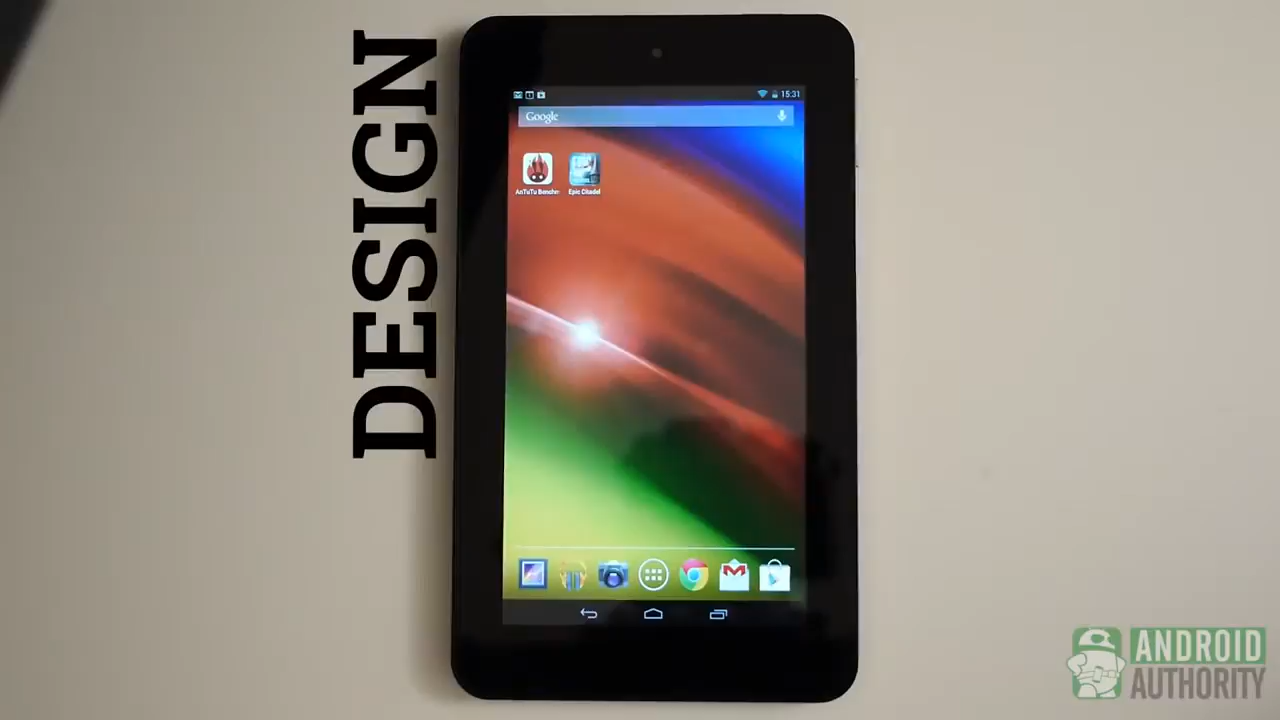 DESIGN
15:31
Google
AnTuTu Benchm
Epic Citadel
ANDROID
AUTHORITY